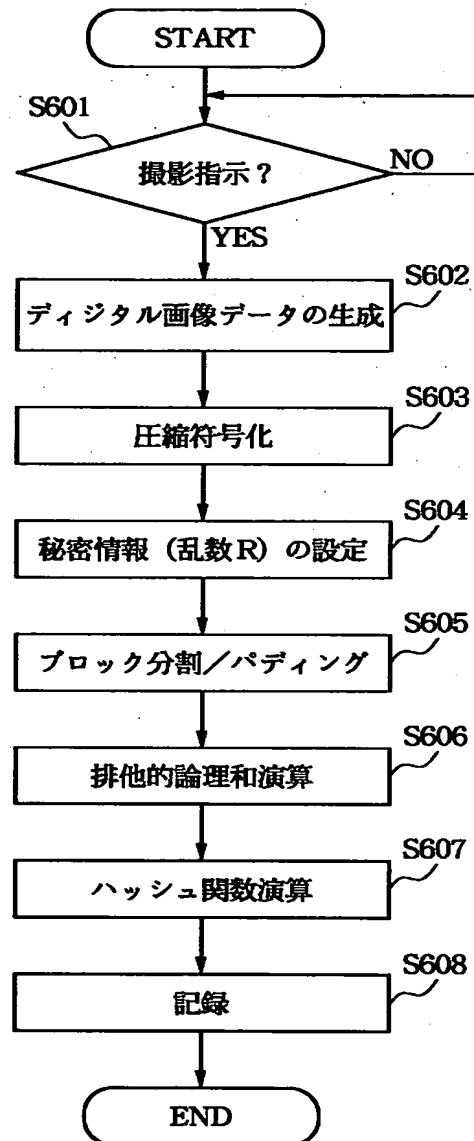 START
S601
撮影指示？
NO
YES
S602
ディジタル画像データの生成
S603
圧縮符号化
S604
秘密情報（乱数R）の設定
S605
ブロック分割／パディング
S606
排他的論理和演算
S607
ハッシュ関数演算
S608
記録
END